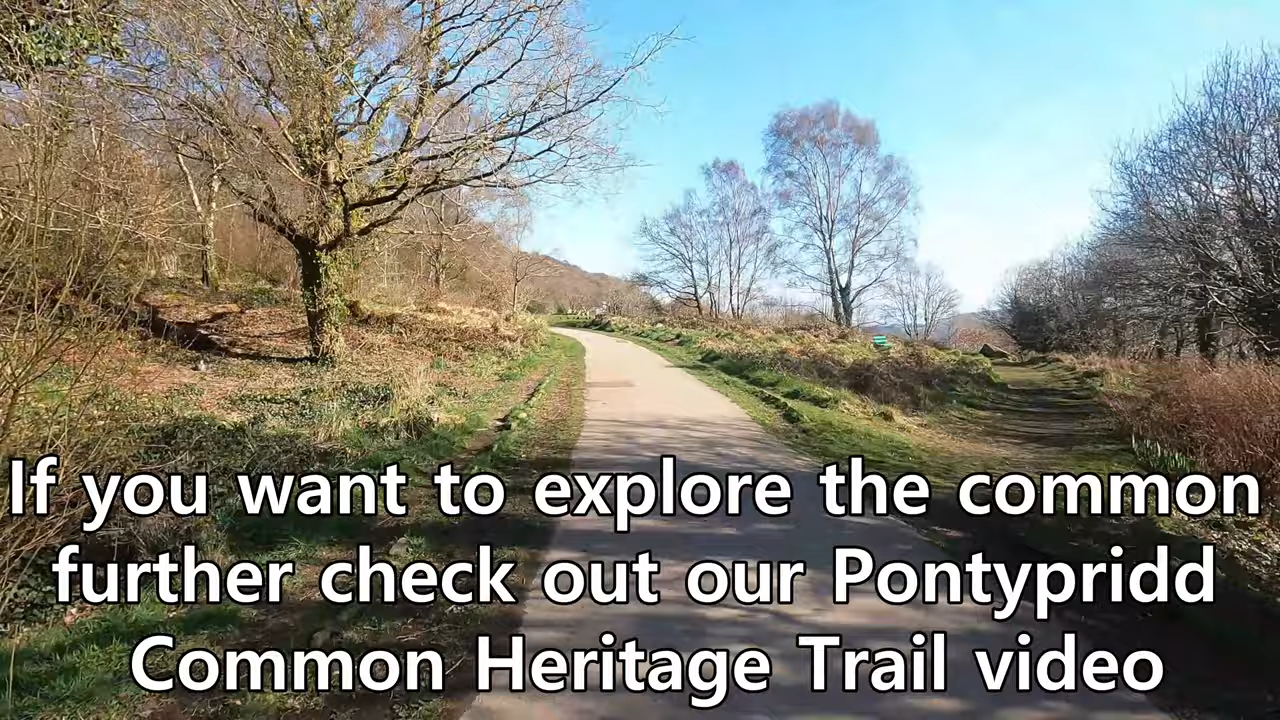 If you want to explore the common
further check out our Pontypridd
Common Heritage Trail video